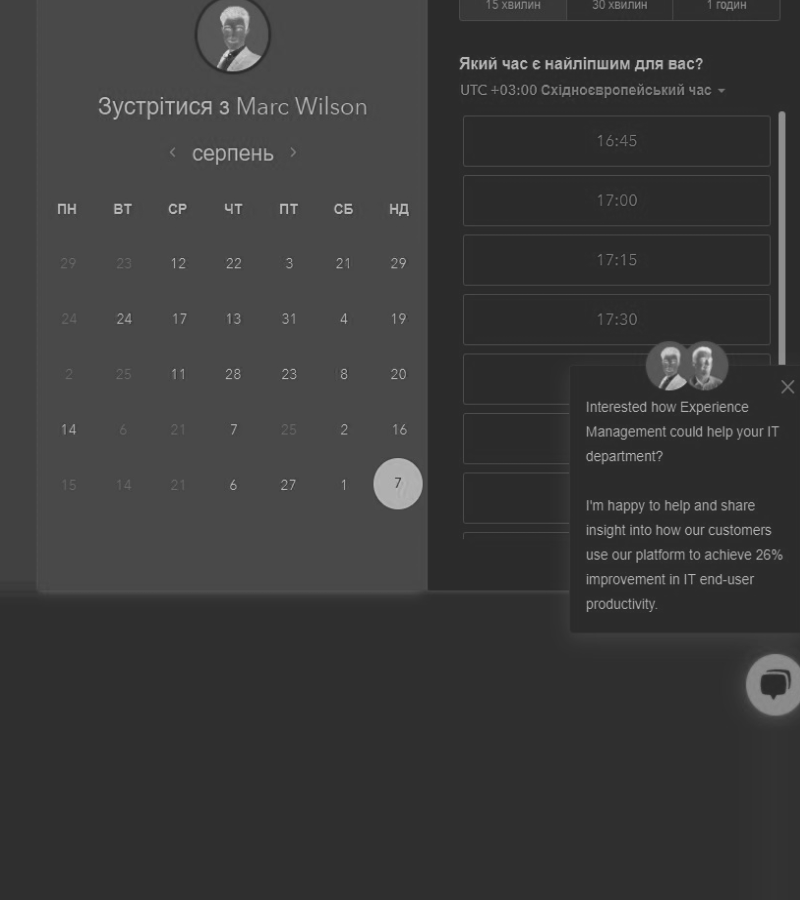 Зустрітися з Marc Wilson
серпень
ПН ВТ СР ЧТ ПТ СБ НД
29 23 12 22 3 21 29
24 24 17 13 31 4 19
2 25 11 28 23 8 20
14 6 21 7 25 2 16
15 14 21 6 27 1 7
15 хвилин 30 хвилин 1 годин
Який час є найліпшим для вас?
UTC +03:00 Східноєвропейський час
16:45
17:00
17:15
17:30
Interested how Experience
Management could help your IT
department?
I'm happy to help and share
insight into how our customers
use our platform to achieve 26%
improvement in IT end-user
productivity.